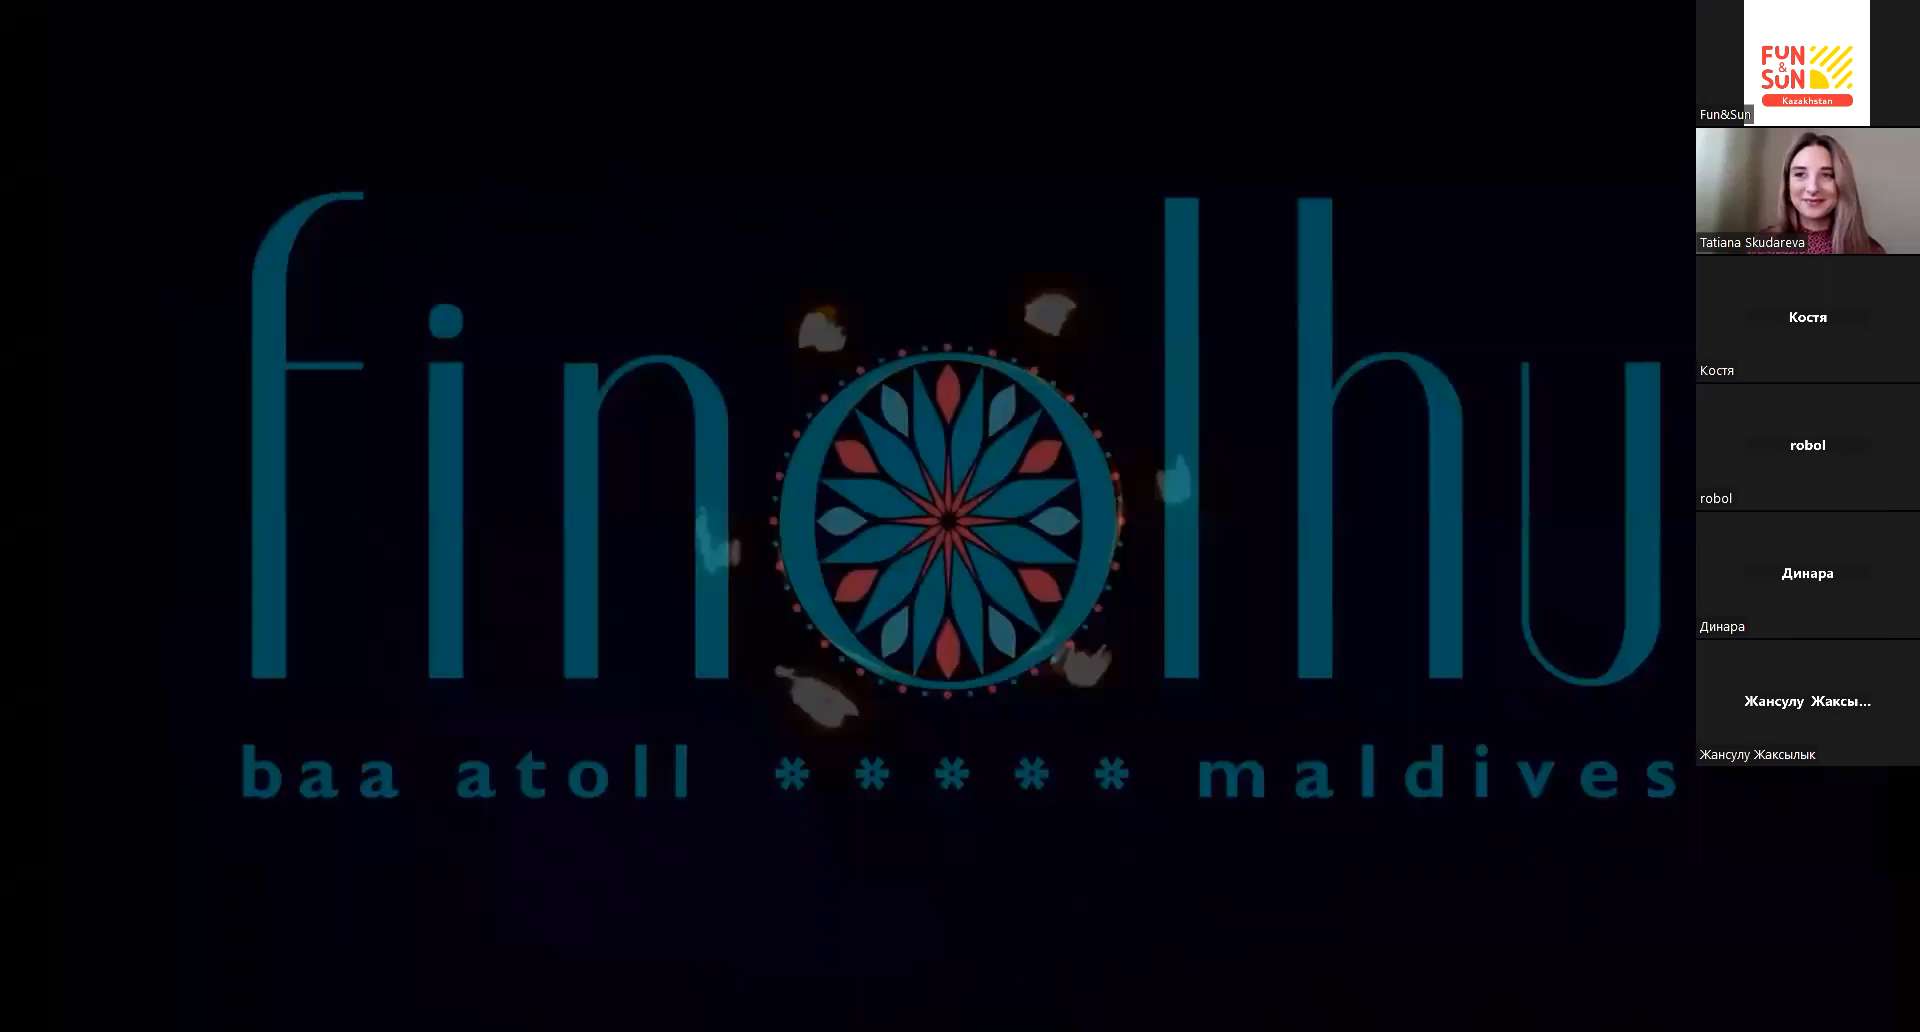 finolhu
baa atoll ***** maldives
FUN
&
SUN
Kazakhstan
Fun&Sun
Tatiana Skudareva
Костя
Костя
robol
robol
Динара
Динара
Жансулу Жаксы...
Жансулу Жаксылык